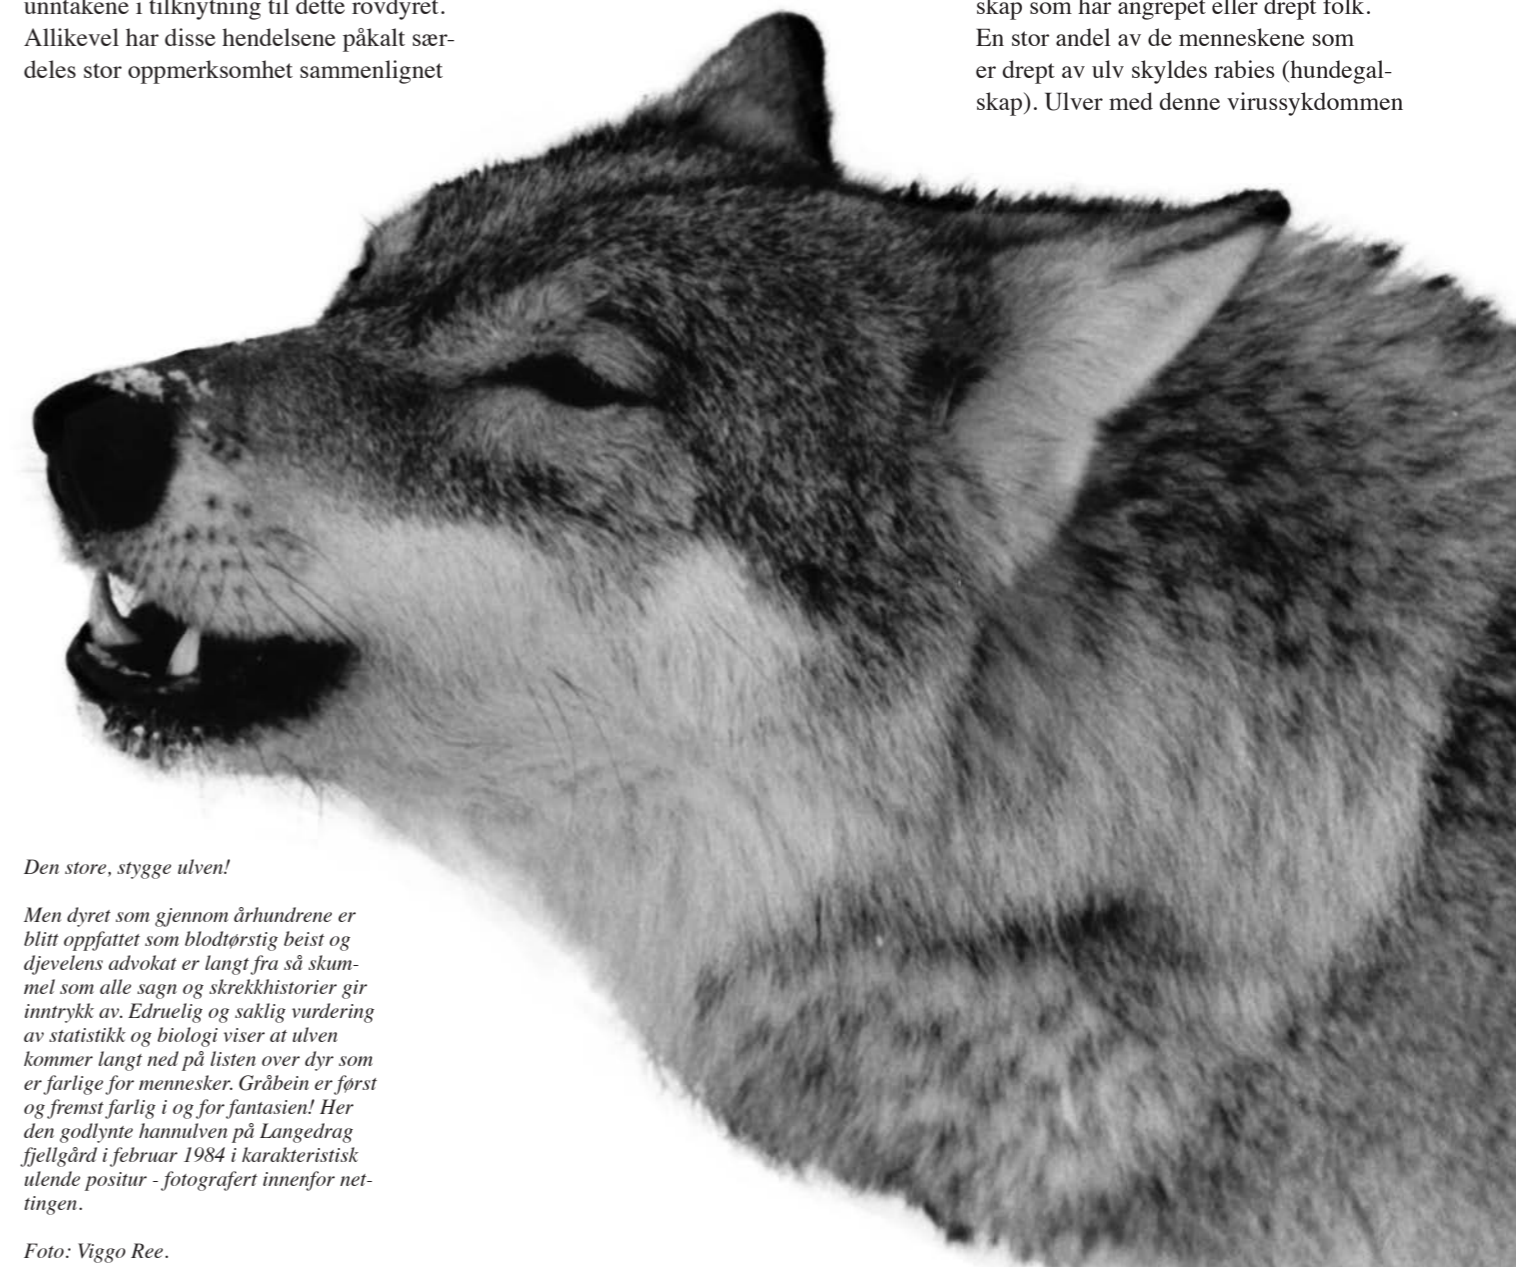 unntakene i tilknytning til dette rovdyret.
Allikevel har disse hendelsene påkalt sær-
deles stor oppmerksomhet sammenlignet
skap som har angrepet eller drept folk.
En stor andel av de menneskene som
er drept av ulv skyldes rabies (hundegal-
skap). Ulver med denne virussykdommen
Den store, stygge ulven!
Men dyret som gjennom århundrene er
blitt oppfattet som blodtørstig beist og
djevelens advokat er langt fra så skum-
mel som alle sagn og skrekkhistorier gir
inntrykk av. Edruelig og saklig vurdering
av statistikk og biologi viser at ulven
kommer langt ned på listen over dyr som
er farlige for mennesker. Gråbein er først
og fremst farlig i og for fantasien! Her
den godlynte hannulven på Langedrag
fjellgård i februar 1984 i karakteristisk
ulende positur - fotografert innenfor net-
tingen.
Foto: Viggo Ree.